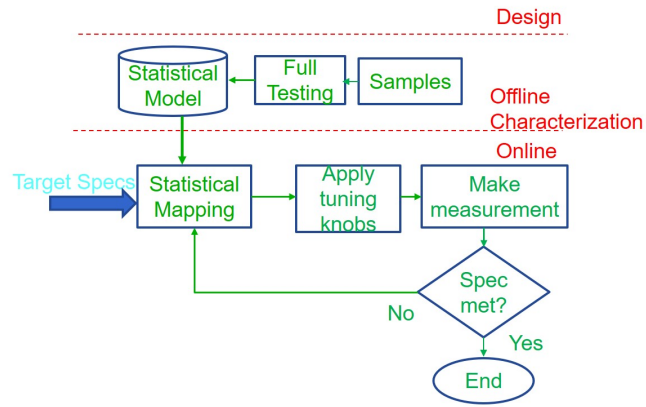 Design
Statistical
Model
Full
Testing
Samples
Offline
Characterization
Online
Target Specs
Statistical
Mapping
Apply
tuning
knobs
Make
measurement
Spec
met?
No
Yes
End